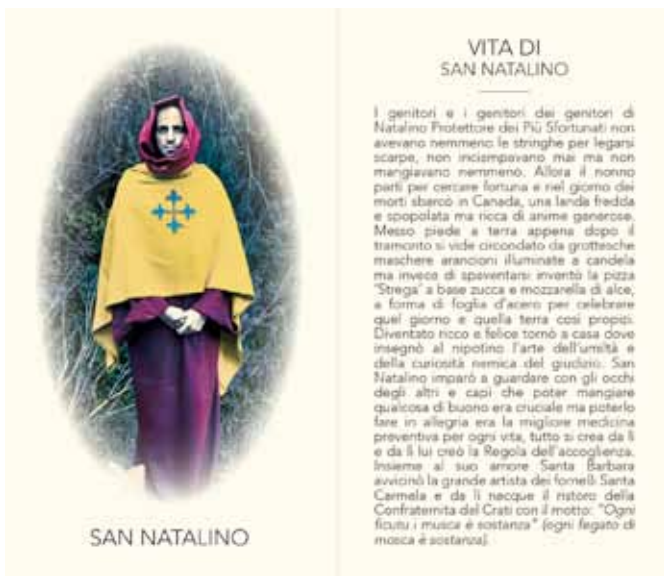 SAN NATALINO
VITA DI
SAN NATALINO
I genitori e i genitori dei genitori di
Natalino Protettore dei Più Sfortunati non
avevano nemmeno le stringhe per legarsi
scarpe, non inciampavano mai ma non
mangiavano nemmeno. Allora il nonno
partì per cercare fortuna e nel giorno dei
morti sbarcò in Canada, una landa fredda
e spopolata ma ricca di anime generose.
Messo piede a terra appena dopo il
tramonto si vide circondato da grottesche
maschere arancioni illuminate a candela
ma invece di spaventarsi inventò la pizza
'Strega' a base zucca e mozzarella di alce,
a forma di foglia d'acero per celebrare
quel giorno e quella terra così propizi.
Diventato ricco e felice tornò a casa dove
insegnò al nipotino l'arte dell'umiltà e
della curiosità nemica del giudizio. San
Natalino imparò a guardare con gli occhi
degli altri e capì che poter mangiare
qualcosa di buono era cruciale ma poterlo
fare in allegria era la migliore medicina
preventiva per ogni vita, tutto si crea da lì
e da lì lui creò la Regola dell'accoglienza.
Insieme al suo amore Santa Barbara
avvicinò la grande artista dei fornelli Santa
Carmela e da lì nacque il ristoro della
Confraternita del Crati con il motto: "Ogni
ficutu i musca è sostanza" (ogni fegato di
mosca è sostanza).